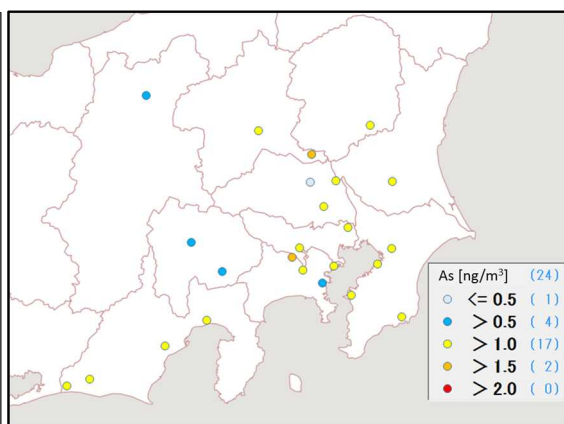 As [ng/m³] (24)
<= 0.5 ( 1)
> 0.5 ( 4)
> 1.0 (17)
> 1.5 ( 2)
> 2.0 ( 0)